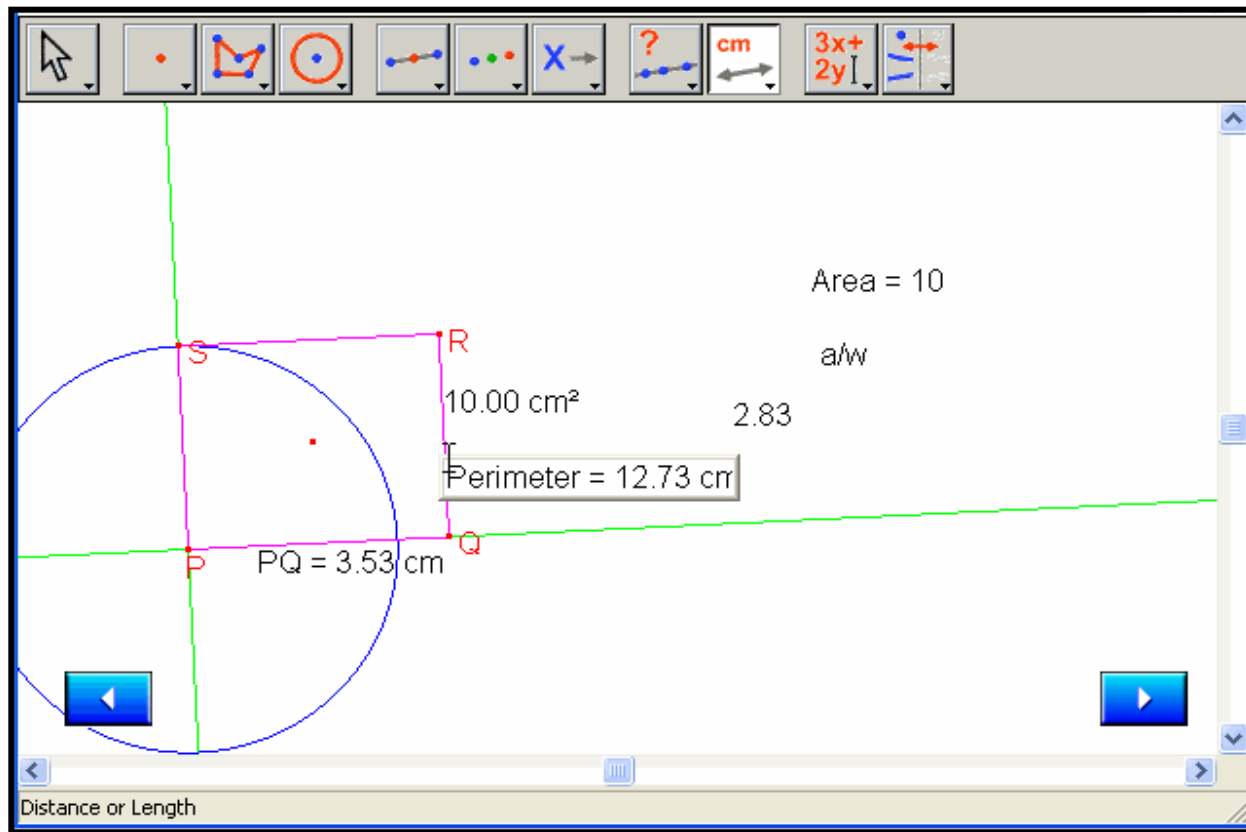 ?
cm
3x+
2y
X
Area = 10
S
R
a/w
10.00 cm²
2.83
Perimeter = 12.73 cm
Q
P
PQ = 3.53 cm
Distance or Length